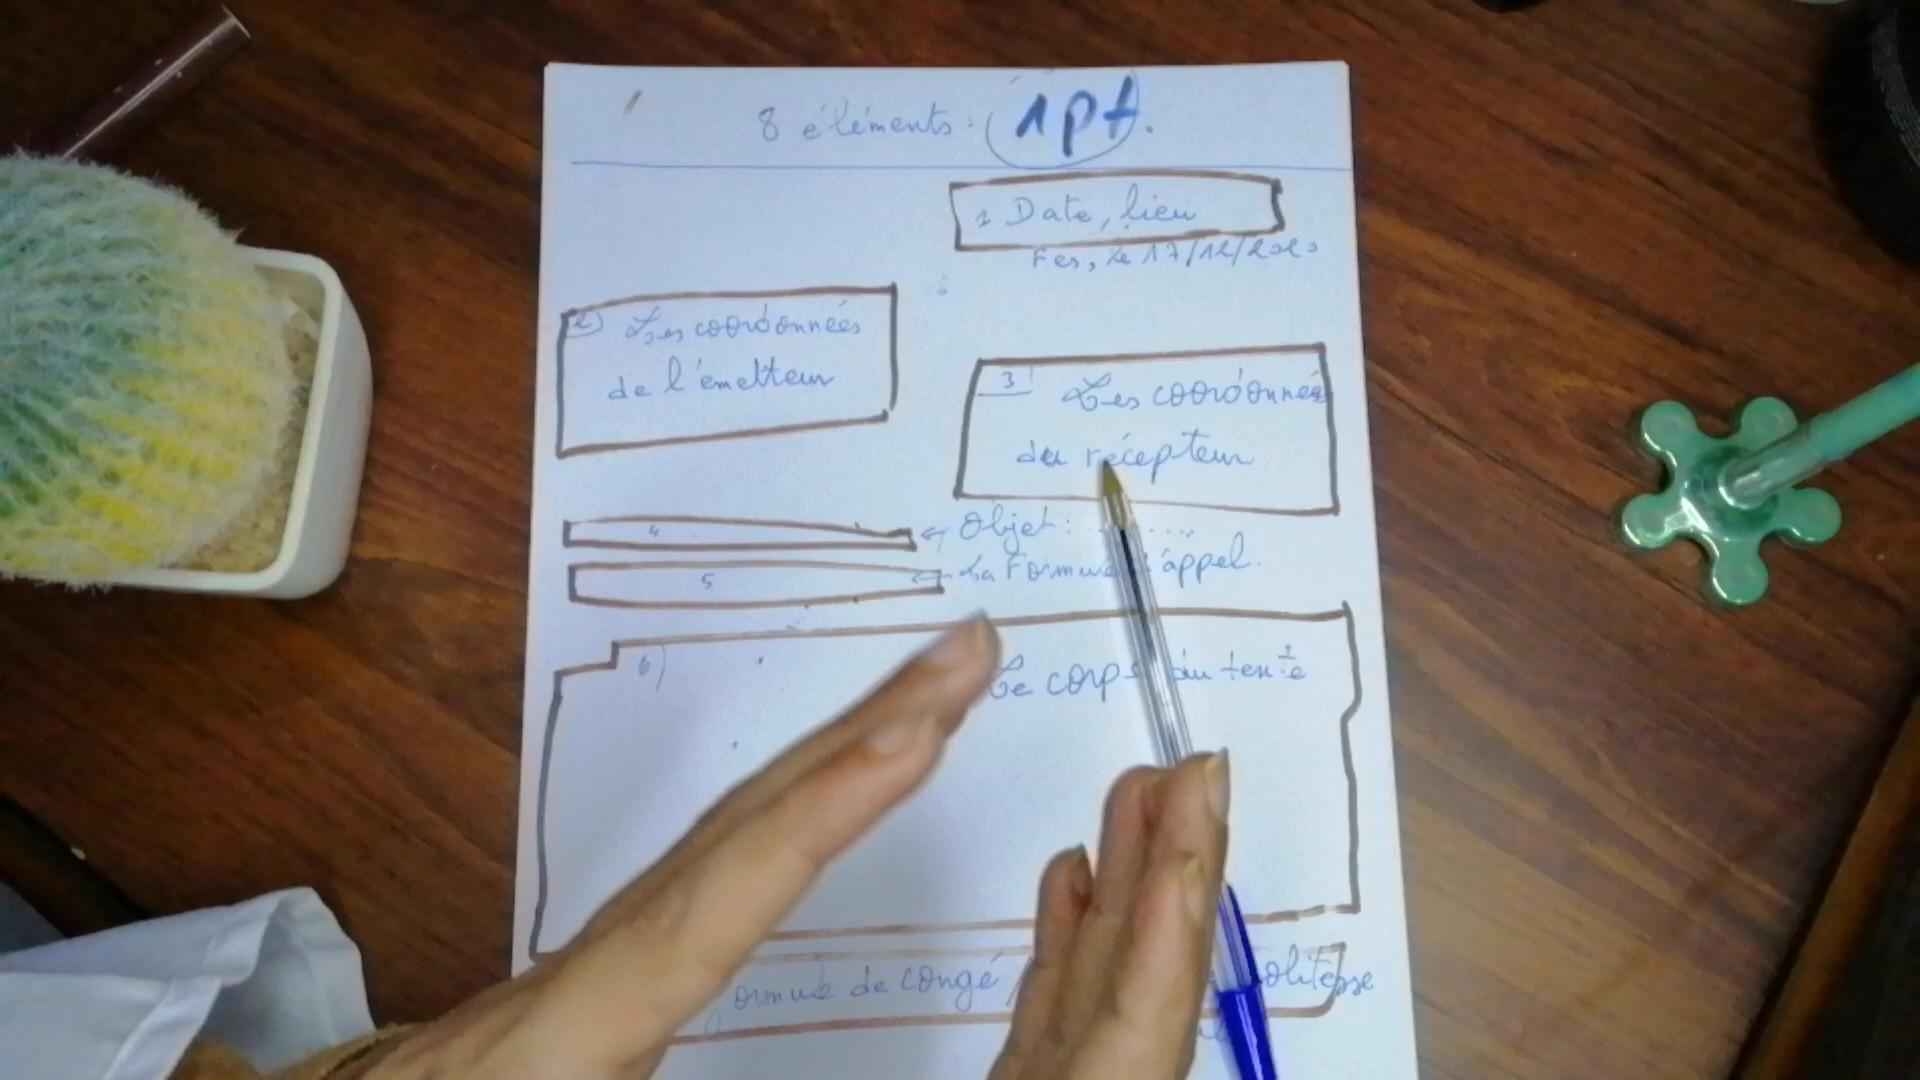 8 éléments: 1pt.
1 Date, lieu
Fes, le 17/12/2020
2) Les coordonnées
de l'émetteur
3 Les coordonnées
du récepteur
4 ← Objet: ..........
5 ← La Formule d'appel.
6) Le corps du texte
formule de congé politesse